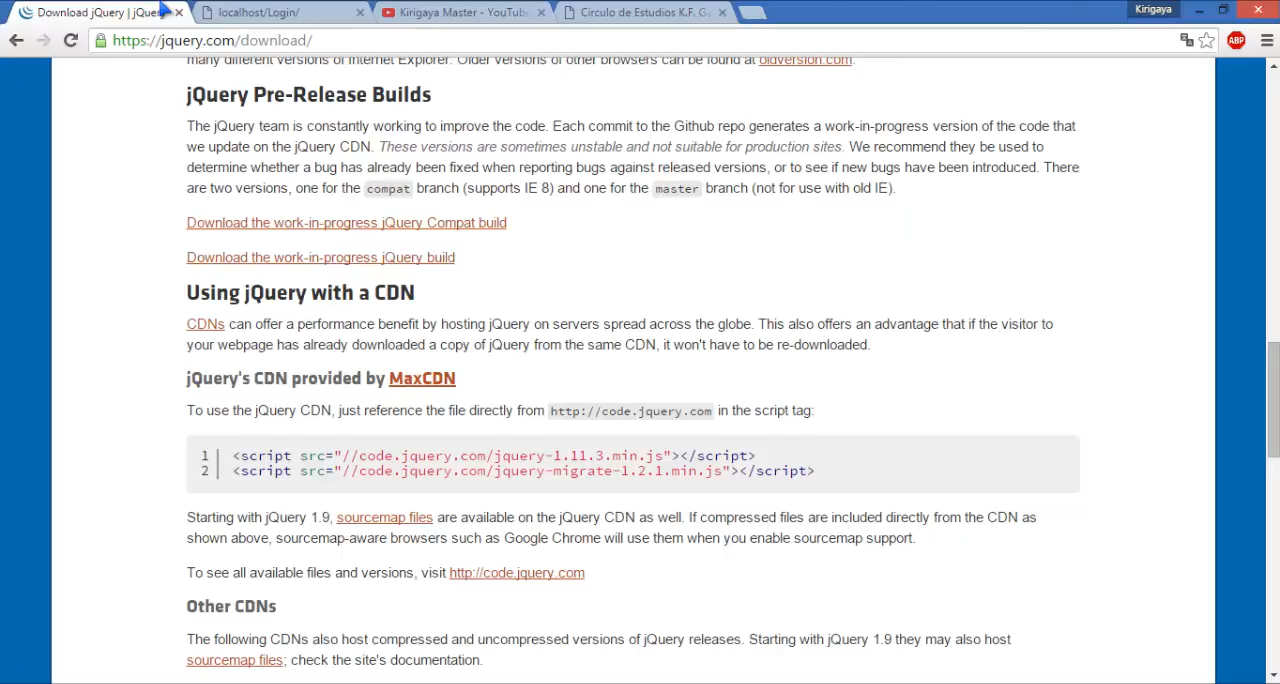 Download jQuery | jQuery
localhost/Login/
Kirigaya Master - YouTube
Circulo de Estudios K.F. Ga
Kirigaya
https://jquery.com/download/
ABP
many different versions of Internet Explorer. Older versions of other browsers can be found at oldversion.com.
jQuery Pre-Release Builds
The jQuery team is constantly working to improve the code. Each commit to the Github repo generates a work-in-progress version of the code that
we update on the jQuery CDN. These versions are sometimes unstable and not suitable for production sites. We recommend they be used to
determine whether a bug has already been fixed when reporting bugs against released versions, or to see if new bugs have been introduced. There
are two versions, one for the compat branch (supports IE 8) and one for the master branch (not for use with old IE).
Download the work-in-progress jQuery Compat build
Download the work-in-progress jQuery build
Using jQuery with a CDN
CDNs can offer a performance benefit by hosting jQuery on servers spread across the globe. This also offers an advantage that if the visitor to
your webpage has already downloaded a copy of jQuery from the same CDN, it won't have to be re-downloaded.
jQuery's CDN provided by MaxCDN
To use the jQuery CDN, just reference the file directly from http://code.jquery.com in the script tag:
1 <script src="//code.jquery.com/jquery-1.11.3.min.js"></script>
2 <script src="//code.jquery.com/jquery-migrate-1.2.1.min.js"></script>
Starting with jQuery 1.9, sourcemap files are available on the jQuery CDN as well. If compressed files are included directly from the CDN as
shown above, sourcemap-aware browsers such as Google Chrome will use them when you enable sourcemap support.
To see all available files and versions, visit http://code.jquery.com
Other CDNs
The following CDNs also host compressed and uncompressed versions of jQuery releases. Starting with jQuery 1.9 they may also host
sourcemap files; check the site's documentation.